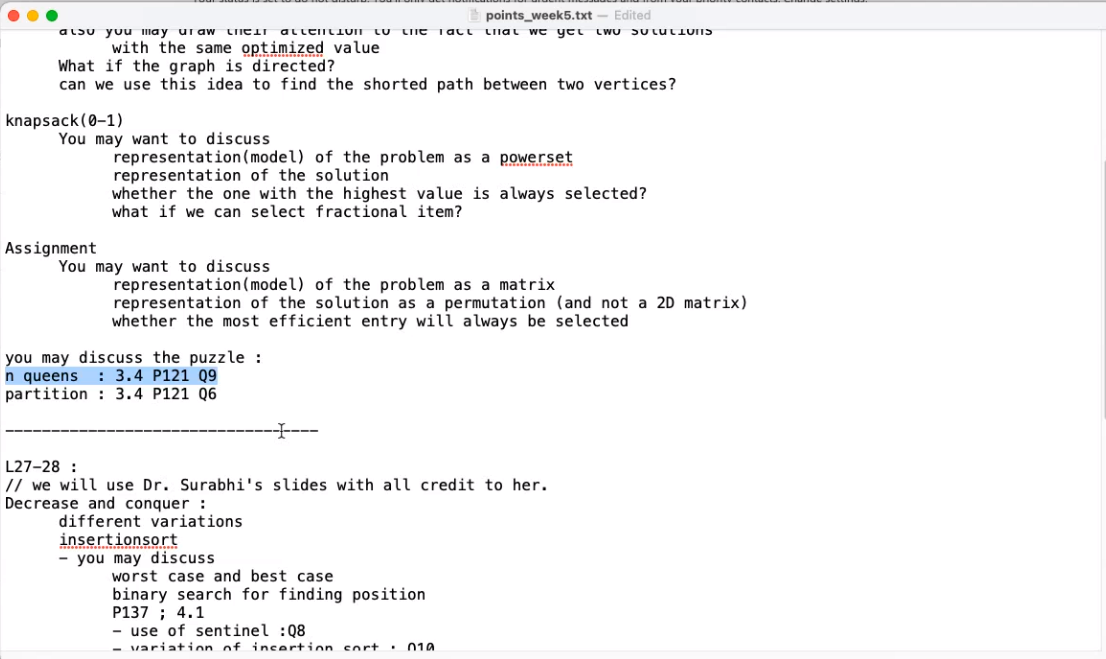 Your status is set to do not disturb. You'll only get notifications for urgent messages and from your priority contacts. Change settings.
points_week5.txt — Edited
also you may draw their attention to the fact that we get two solutions
with the same optimized value
What if the graph is directed?
can we use this idea to find the shorted path between two vertices?
knapsack(0-1)
You may want to discuss
representation(model) of the problem as a powerset
representation of the solution
whether the one with the highest value is always selected?
what if we can select fractional item?
Assignment
You may want to discuss
representation(model) of the problem as a matrix
representation of the solution as a permutation (and not a 2D matrix)
whether the most efficient entry will always be selected
you may discuss the puzzle :
n queens  : 3.4 P121 Q9
partition : 3.4 P121 Q6
----------------------------------
L27-28 :
// we will use Dr. Surabhi's slides with all credit to her.
Decrease and conquer :
different variations
insertionsort
- you may discuss
worst case and best case
binary search for finding position
P137 ; 4.1
- use of sentinel :Q8
- variation of insertion sort : Q10